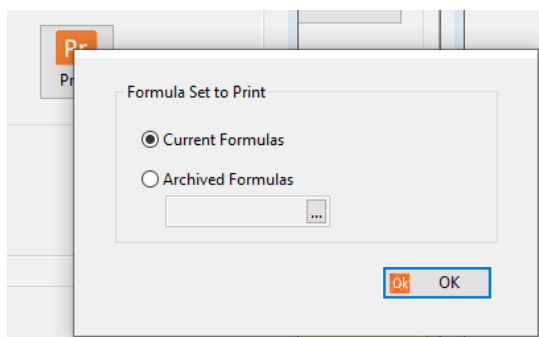 Pr
Pr
Formula Set to Print
Current Formulas
Archived Formulas
...
Ok OK